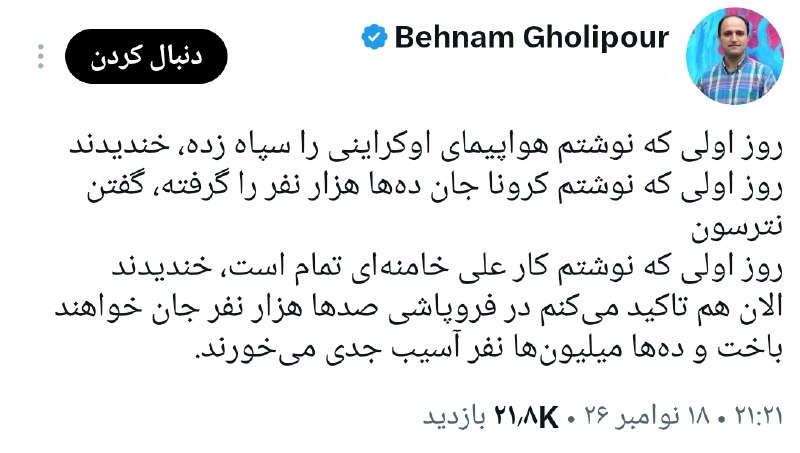 Behnam Gholipour
دنبال کردن
روز اولی که نوشتم هواپیمای اوکراینی را سپاه زده، خندیدند
روز اولی که نوشتم کرونا جان ده‌ها هزار نفر را گرفته، گفتن
نترسون
روز اولی که نوشتم کار علی خامنه‌ای تمام است، خندیدند
الان هم تاکید می‌کنم در فروپاشی صدها هزار نفر جان خواهند
باخت و ده‌ها میلیون‌ها نفر آسیب جدی می‌خورند.
۲۱:۲۱ • ۱۸ نوامبر ۲۶ • ۲۱٫۸K بازدید